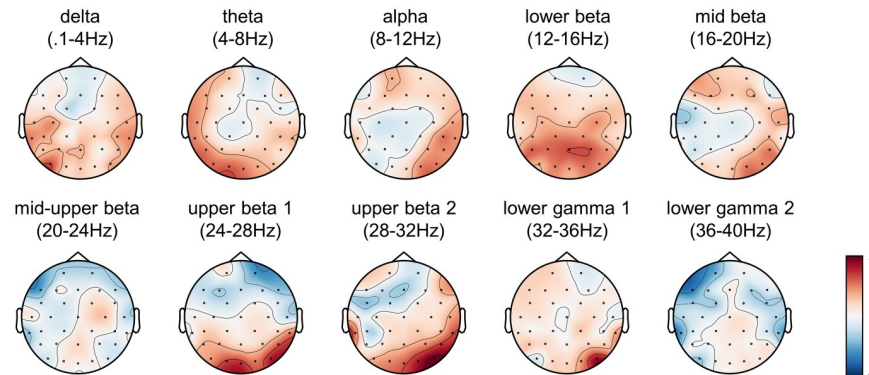 delta
(.1-4Hz)
theta
(4-8Hz)
alpha
(8-12Hz)
lower beta
(12-16Hz)
mid beta
(16-20Hz)
mid-upper beta
(20-24Hz)
upper beta 1
(24-28Hz)
upper beta 2
(28-32Hz)
lower gamma 1
(32-36Hz)
lower gamma 2
(36-40Hz)